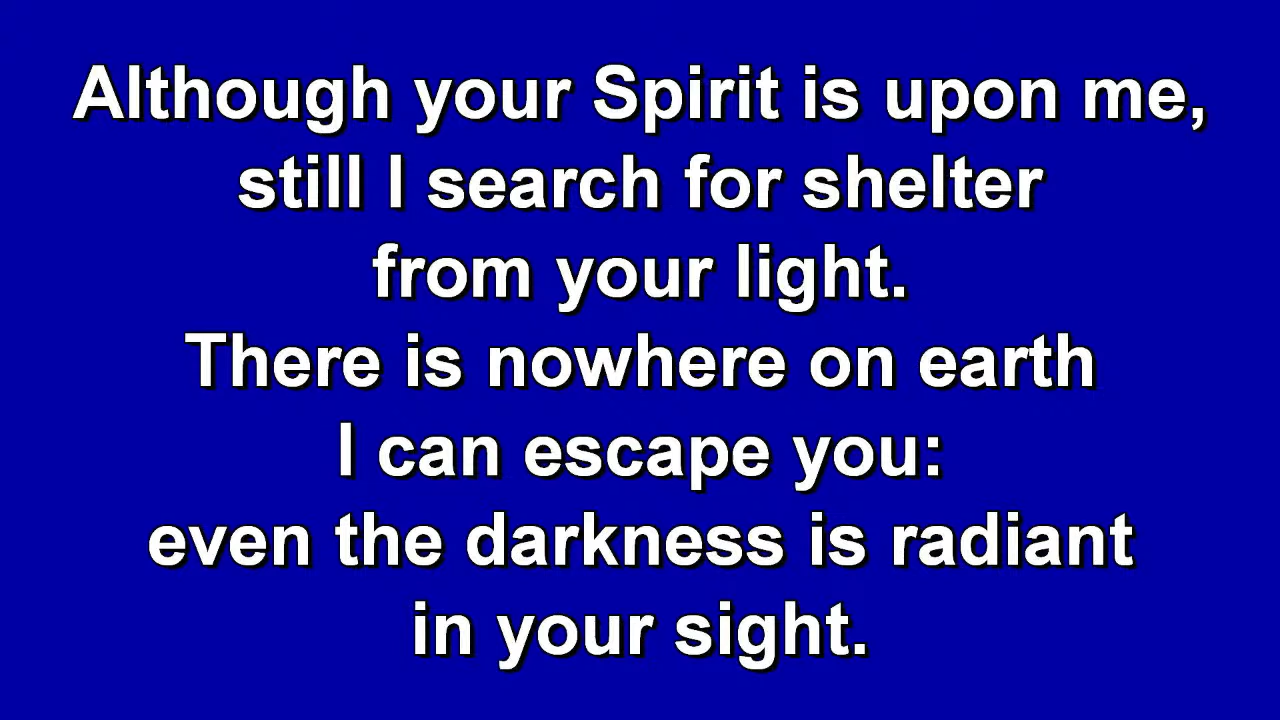 Although your Spirit is upon me,
still I search for shelter
from your light.
There is nowhere on earth
I can escape you:
even the darkness is radiant
in your sight.